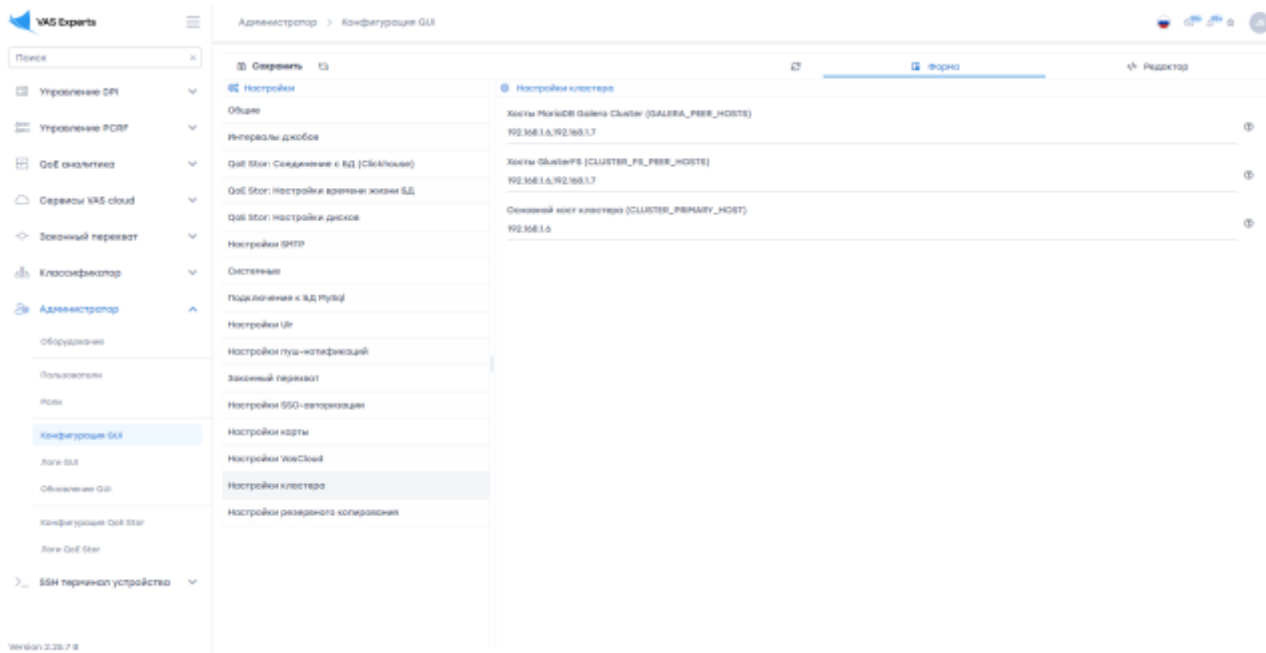 VAS Experts
Администратор > Конфигурация GUI
Поиск
Сохранить
Форма
Редактор
Управление DPI
Управление PCRF
QoE аналитика
Сервисы VAS cloud
Законный перехват
Классификатор
Администратор
Оборудование
Пользователи
Роли
Конфигурация GUI
Логи GUI
Обновление GUI
Конфигурация QoE Stor
Логи QoE Stor
SSH терминал устройства
Настройки
Общие
Интервалы джобов
QoE Stor: Соединение с БД (Clickhouse)
QoE Stor: Настройки времени жизни БД
QoE Stor: Настройки дисков
Настройки SMTP
Системные
Подключения к БД MySql
Настройки Ulr
Настройки пуш-нотификаций
Законный перехват
Настройки SSO-авторизации
Настройки карты
Настройки VasCloud
Настройки кластера
Настройки резервного копирования
Настройки кластера
Хосты MariaDB Galera Cluster (GALERA_PEER_HOSTS)
192.168.1.6,192.168.1.7
Хосты GlusterFS (CLUSTER_FS_PEER_HOSTS)
192.168.1.6,192.168.1.7
Основной хост кластера (CLUSTER_PRIMARY_HOST)
192.168.1.6